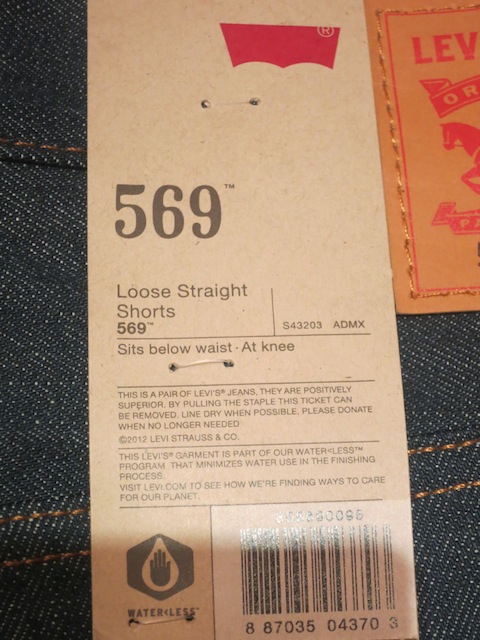 ®
LEV
OR
569™
Loose Straight
Shorts
569™
S43203 ADMX
Sits below waist · At knee
THIS IS A PAIR OF LEVI'S® JEANS, THEY ARE POSITIVELY
SUPERIOR. BY PULLING THE STAPLE THIS TICKET CAN
BE REMOVED. LINE DRY WHEN POSSIBLE, PLEASE DONATE
WHEN NO LONGER NEEDED
©2012 LEVI STRAUSS & CO.
THIS LEVI'S® GARMENT IS PART OF OUR WATER<LESS™
PROGRAM THAT MINIMIZES WATER USE IN THE FINISHING
PROCESS.
VISIT LEVI.COM TO SEE HOW WE'RE FINDING WAYS TO CARE
FOR OUR PLANET.
WATER<LESS™
8 87035 04370 3